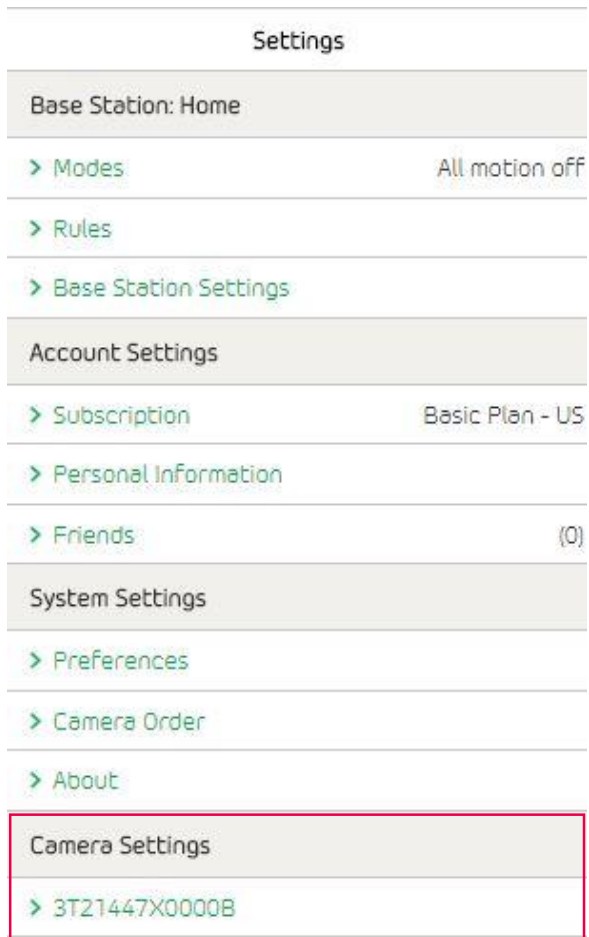 Settings
Base Station: Home
> Modes All motion off
> Rules
> Base Station Settings
Account Settings
> Subscription Basic Plan - US
> Personal Information
> Friends (0)
System Settings
> Preferences
> Camera Order
> About
Camera Settings
> 3T21447X0000B